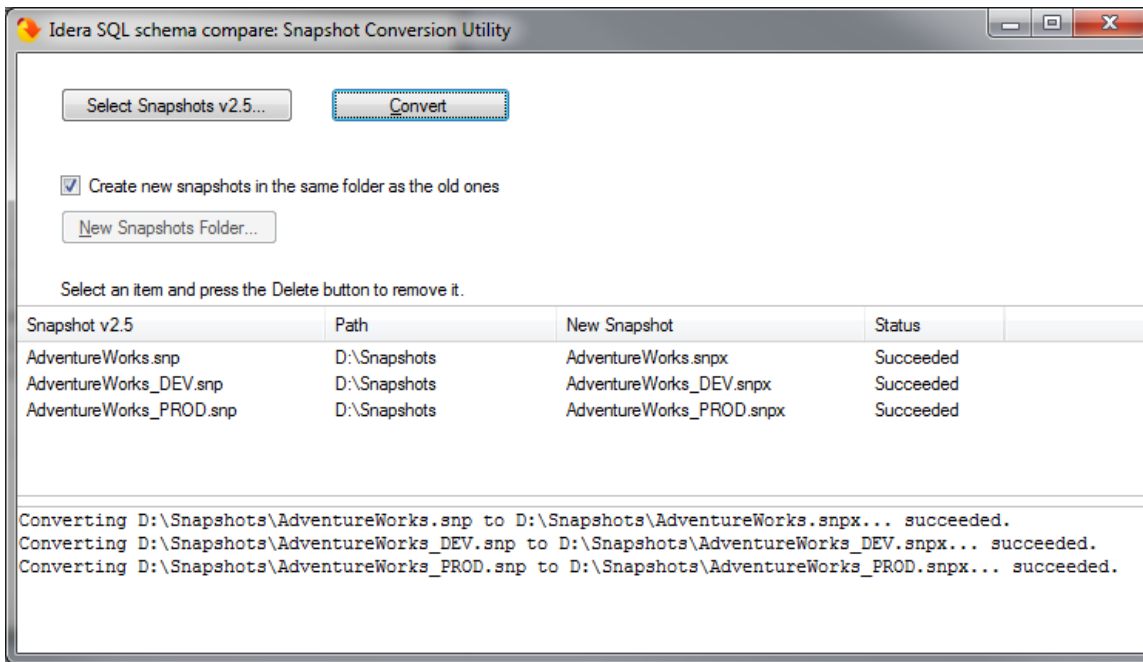 Idera SQL schema compare: Snapshot Conversion Utility
Select Snapshots v2.5... Convert
Create new snapshots in the same folder as the old ones
New Snapshots Folder...
Select an item and press the Delete button to remove it.
Snapshot v2.5 Path New Snapshot Status
AdventureWorks.snp D:\Snapshots AdventureWorks.snpx Succeeded
AdventureWorks_DEV.snp D:\Snapshots AdventureWorks_DEV.snpx Succeeded
AdventureWorks_PROD.snp D:\Snapshots AdventureWorks_PROD.snpx Succeeded
Converting D:\Snapshots\AdventureWorks.snp to D:\Snapshots\AdventureWorks.snpx... succeeded.
Converting D:\Snapshots\AdventureWorks_DEV.snp to D:\Snapshots\AdventureWorks_DEV.snpx... succeeded.
Converting D:\Snapshots\AdventureWorks_PROD.snp to D:\Snapshots\AdventureWorks_PROD.snpx... succeeded.